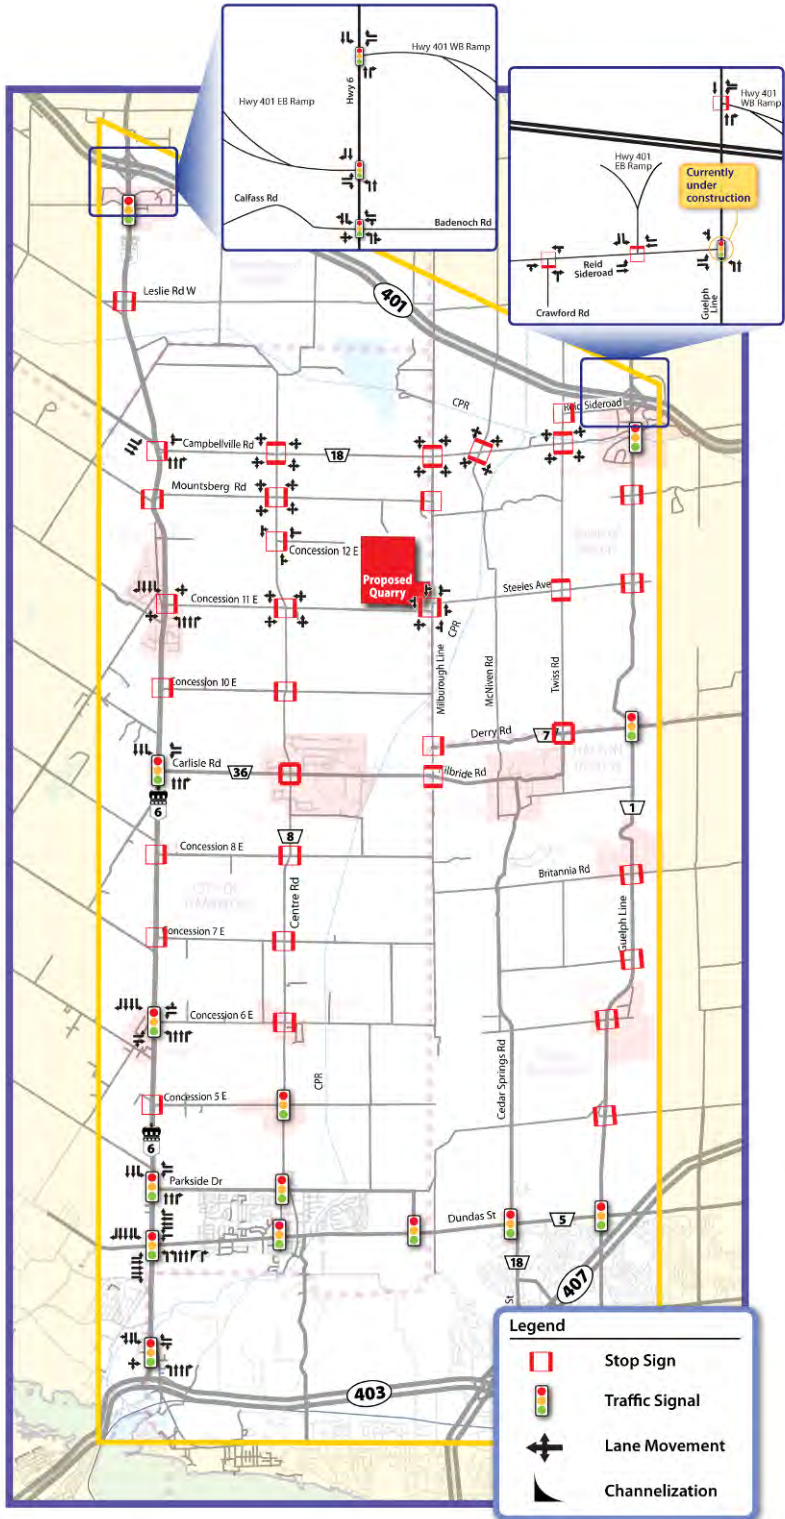 Hwy 401 WB Ramp
Hwy 6
Hwy 401 EB Ramp
Calfass Rd
Badenoch Rd
Hwy 401
WB Ramp
Hwy 401
EB Ramp
Currently
under
construction
Reid
Sideroad
Crawford Rd
Guelph
Line
Leslie Rd W
401
CPR
Reid Sideroad
Campbellville Rd
18
Mountsberg Rd
Concession 12 E
Proposed
Quarry
Concession 11 E
Steeles Ave
CPR
Milburough Line
McNiven Rd
Twiss Rd
Concession 10 E
Derry Rd
7
Carlisle Rd
36
Kilbride Rd
6
1
8
Concession 8 E
Centre Rd
Britannia Rd
Guelph Line
Concession 7 E
Concession 6 E
CPR
Cedar Springs Rd
Concession 5 E
6
Parkside Dr
Dundas St
5
18
407
St
403
Legend
Stop Sign
Traffic Signal
Lane Movement
Channelization